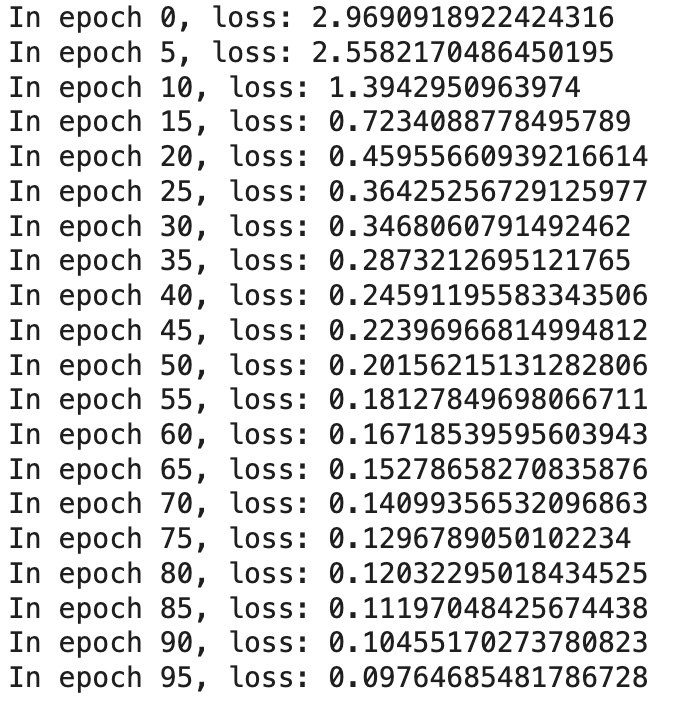 In epoch 0, loss: 2.9690918922424316
In epoch 5, loss: 2.5582170486450195
In epoch 10, loss: 1.3942950963974
In epoch 15, loss: 0.7234088778495789
In epoch 20, loss: 0.45955660939216614
In epoch 25, loss: 0.36425256729125977
In epoch 30, loss: 0.3468060791492462
In epoch 35, loss: 0.2873212695121765
In epoch 40, loss: 0.24591195583343506
In epoch 45, loss: 0.22396966814994812
In epoch 50, loss: 0.20156215131282806
In epoch 55, loss: 0.18127849698066711
In epoch 60, loss: 0.16718539595603943
In epoch 65, loss: 0.15278658270835876
In epoch 70, loss: 0.14099356532096863
In epoch 75, loss: 0.1296789050102234
In epoch 80, loss: 0.12032295018434525
In epoch 85, loss: 0.11197048425674438
In epoch 90, loss: 0.10455170273780823
In epoch 95, loss: 0.09764685481786728